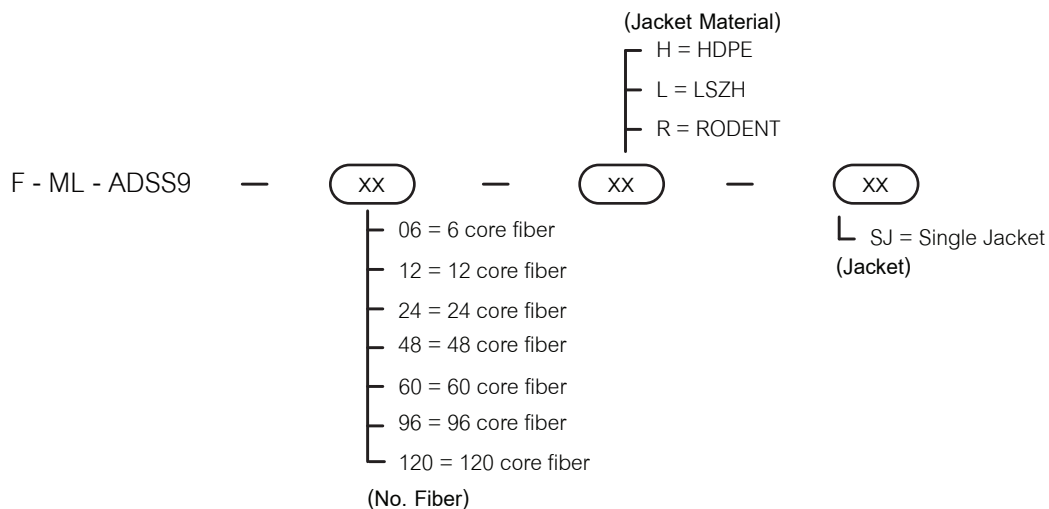 (Jacket Material)
H = HDPE
L = LSZH
R = RODENT
F - ML - ADSS9 — XX — XX — XX
06 = 6 core fiber
12 = 12 core fiber
24 = 24 core fiber
48 = 48 core fiber
60 = 60 core fiber
96 = 96 core fiber
120 = 120 core fiber
(No. Fiber)
SJ = Single Jacket
(Jacket)